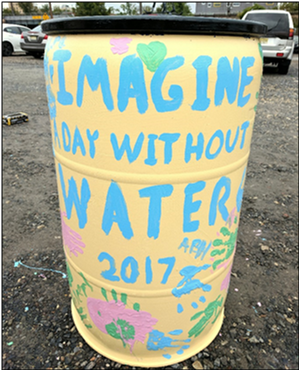 IMAGINE
A DAY WITHOUT
WATER
2017